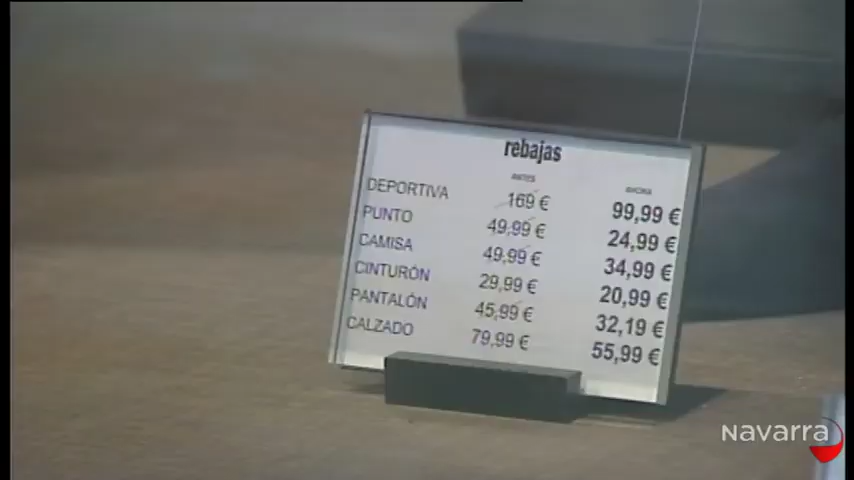 rebajas
ANTES AHORA
DEPORTIVA 169 € 99,99 €
PUNTO 49,99 € 24,99 €
CAMISA 49,99 € 34,99 €
CINTURÓN 29,99 € 20,99 €
PANTALÓN 45,99 € 32,19 €
CALZADO 79,99 € 55,99 €
navarra